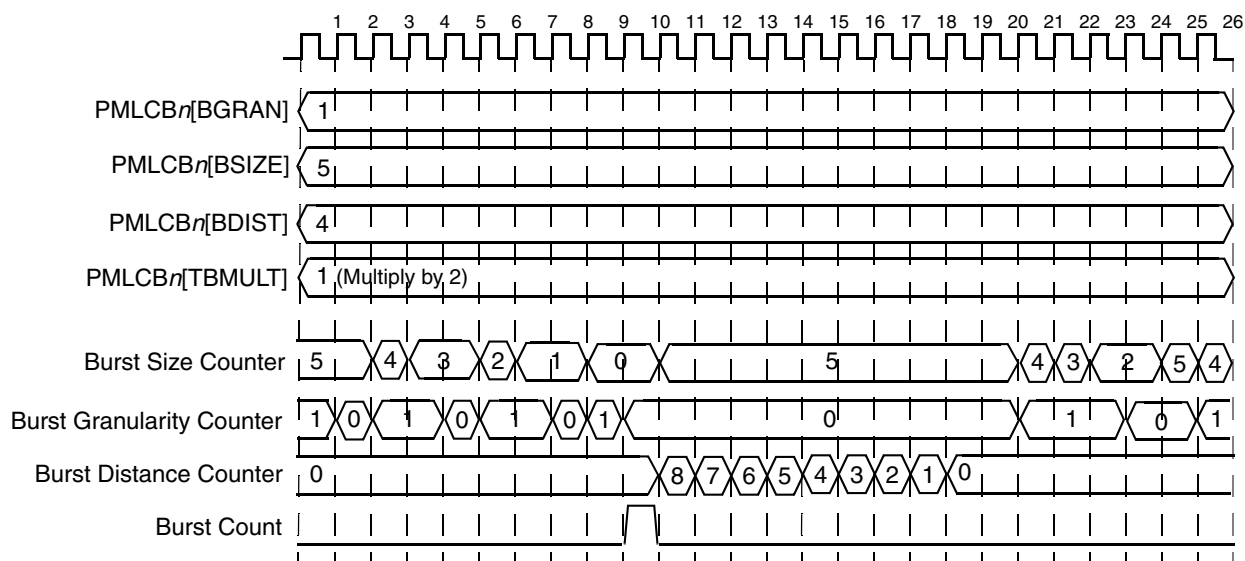 1 2 3 4 5 6 7 8 9 10 11 12 13 14 15 16 17 18 19 20 21 22 23 24 25 26
PMLCBn[BGRAN] 1
PMLCBn[BSIZE] 5
PMLCBn[BDIST] 4
PMLCBn[TBMULT] 1 (Multiply by 2)
Burst Size Counter 5 4 3 2 1 0 5 4 3 2 5 4
Burst Granularity Counter 1 0 1 0 1 0 1 0 1 0 1
Burst Distance Counter 0 8 7 6 5 4 3 2 1 0
Burst Count